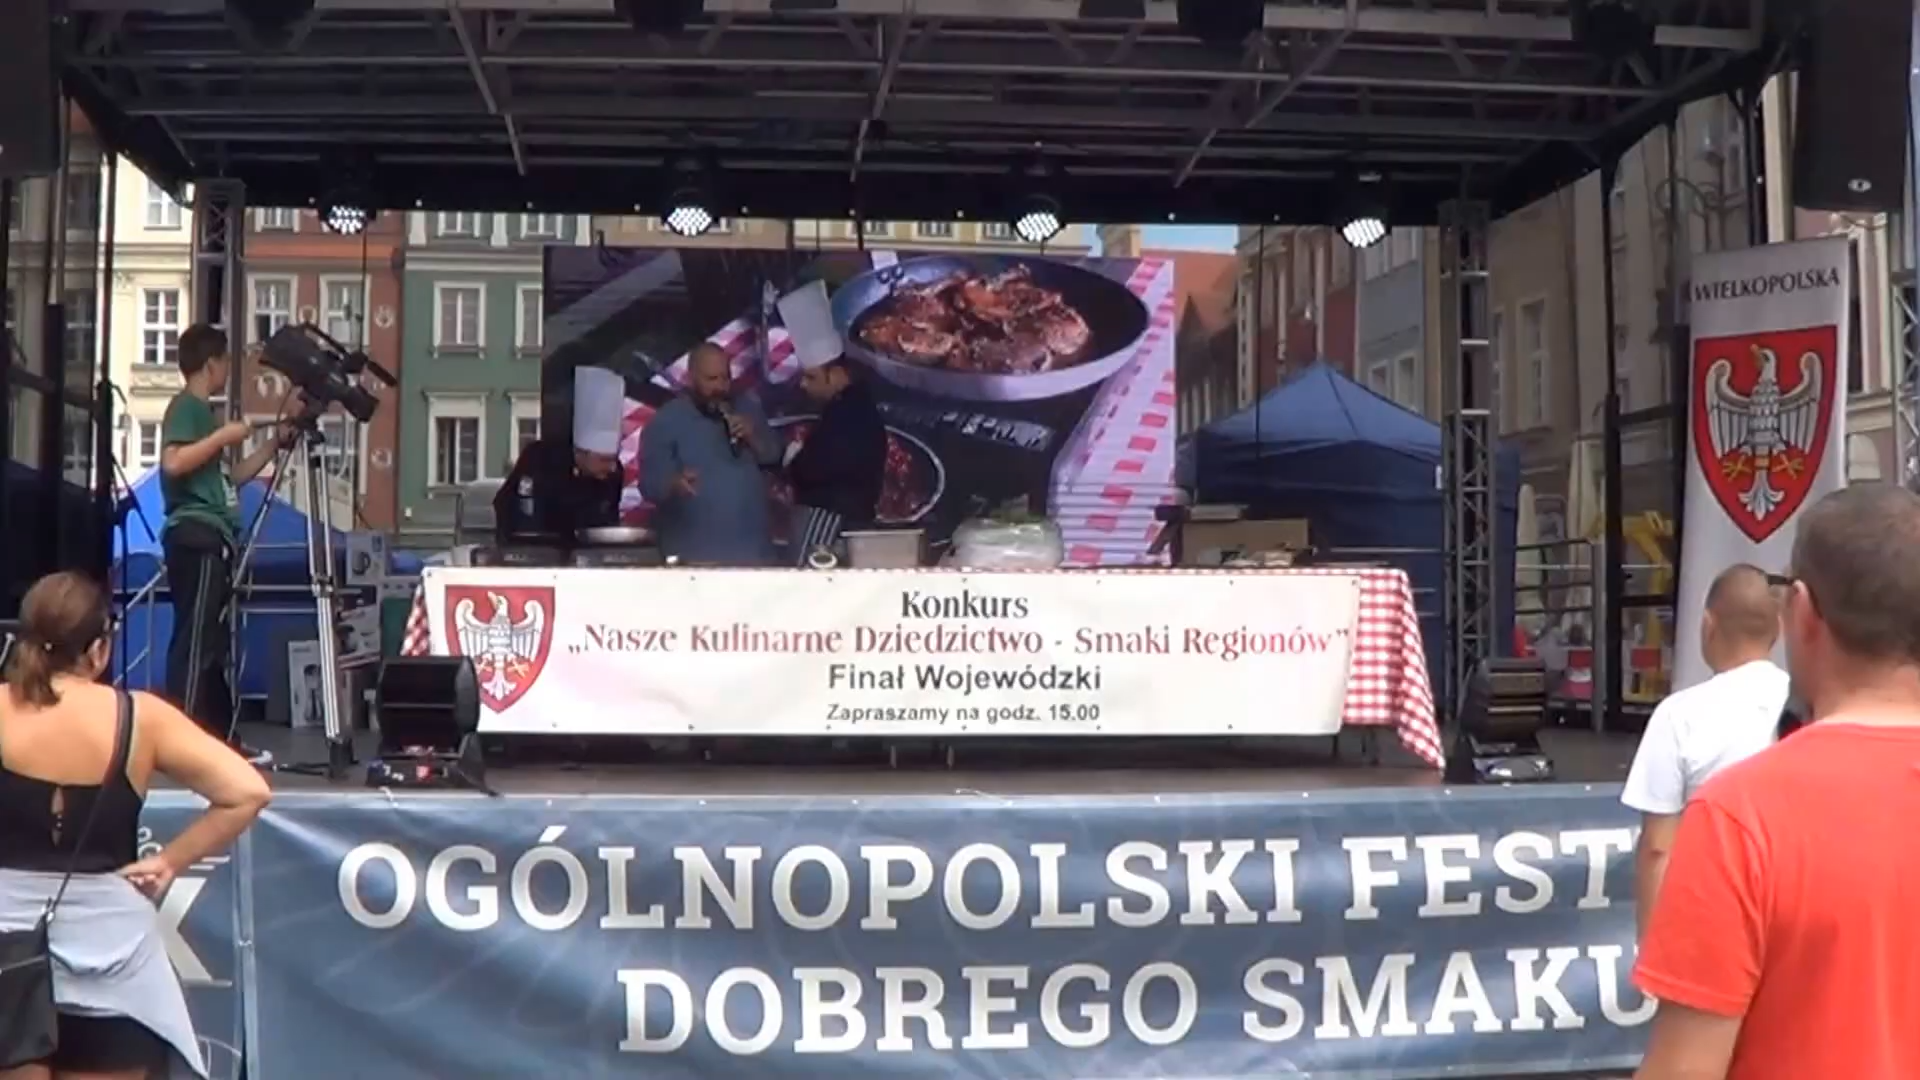 WIELKOPOLSKA
Konkurs
„Nasze Kulinarne Dziedzictwo - Smaki Regionów”
Finał Wojewódzki
Zapraszamy na godz. 15.00
OGÓLNOPOLSKI FEST
DOBREGO SMAKU